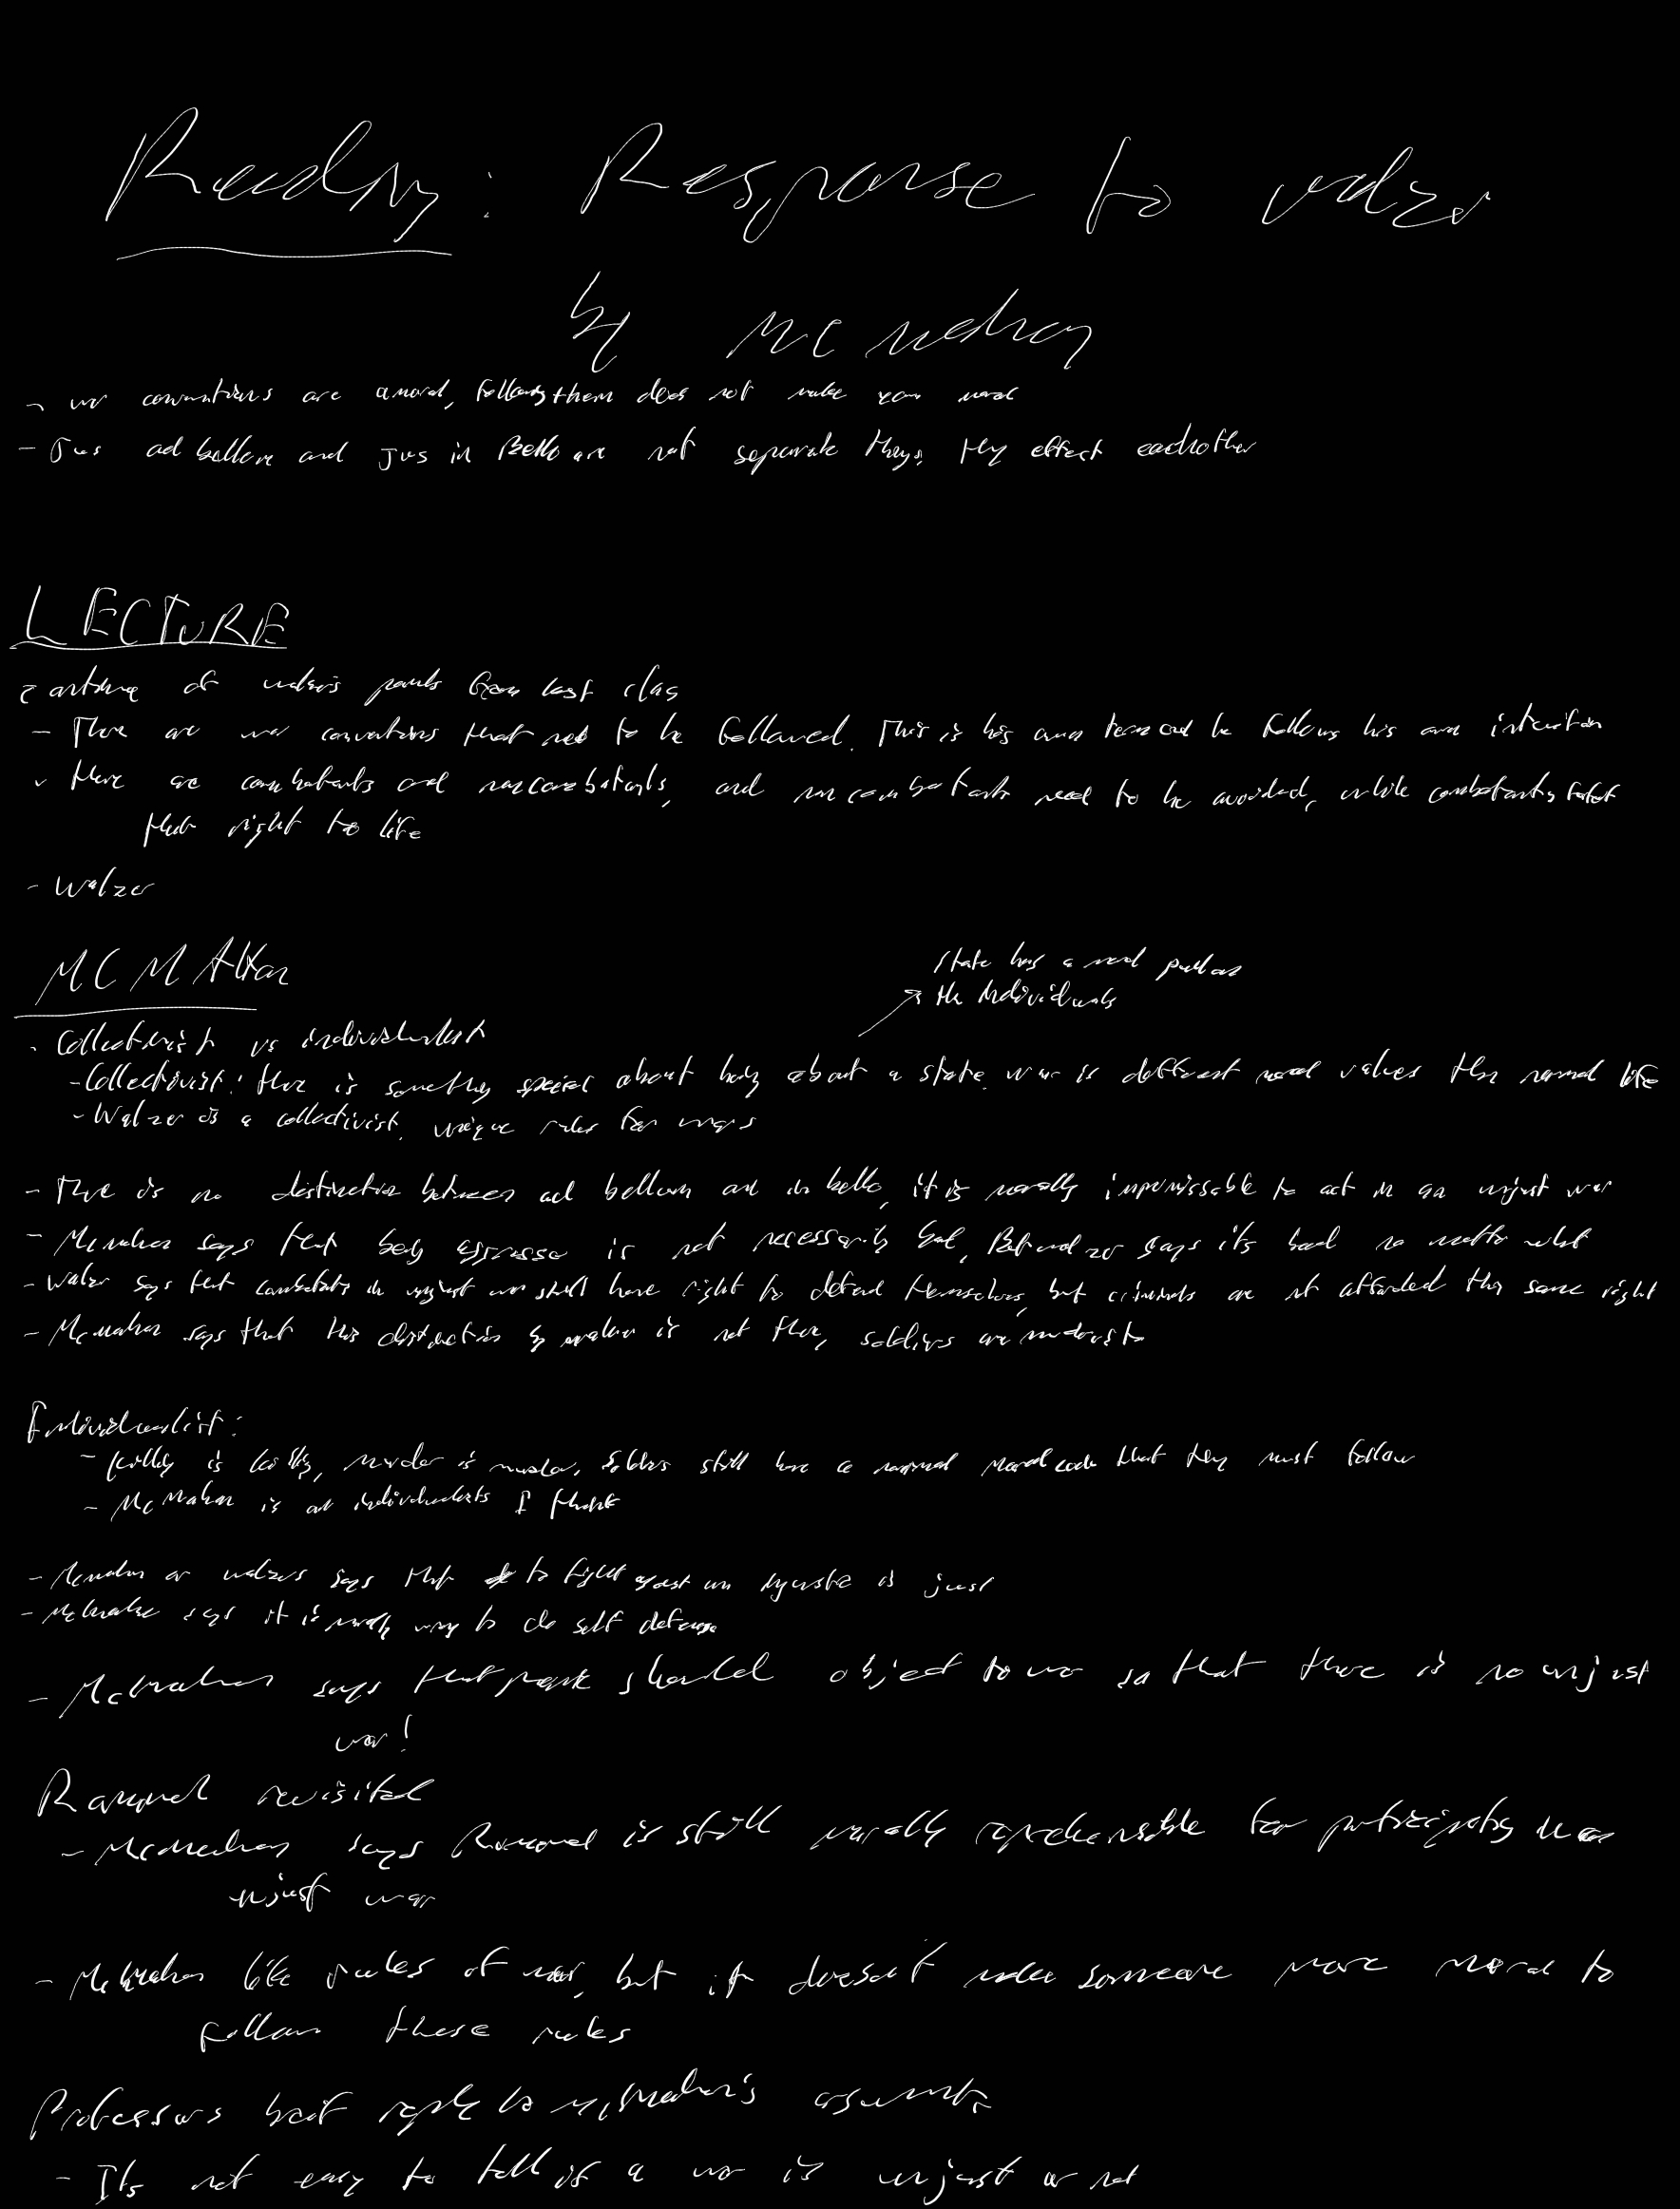 Reading: Response to walzer
by McMahan
- war conventions are amoral, following them does not make you moral
- Jus ad bellum and Jus in Bello are not separate things, they effect eachother
LECTURE
of walzer's points from last clas
- There are war conventions that need to be followed. This is his own term and he follows his own intuition
- there are combatants and noncombatants, and noncombatants need to be avoided, while combatants forfeit
their right to life
- Walzer
MCMAHan
state has a moral pull on
the individuals
- Collectivist vs individualist
- Collectivist: there is something special about being about a state. war is different moral values then normal life
- Walzer is a collectivist. unique rules for wars
- There is no distinction between ad bellum and in bello, it is morally impermissable to act in an unjust war
- McMahan says that being aggressor is not necessarily bad, But walzer says its bad no matter what
- Walzer says that combatants in unjust war still have right to defend themselves, but criminals are not afforded this same right
- McMahan says that this distinction by walzer is not there, soldiers are
Individualist:
- killing is killing, murder is murder. Soldiers still have a normal moral code that they must follow
- McMahan is an individualists I think
- McMahan or walzers says that to fight against an injustice is just
- McMahan says it is morally wrong to do self defense
- McMahan says that people should object to war so that there is no unjust
war!
Rommel revisited
- McMahan says Rommel is still morally reprehensible for participating in an
unjust war
- McMahan like rules of war, but it doesn't make someone more moral to
follow these rules
Professors best reply to McMahan's argument
- Its not easy to tell if a war is unjust or not